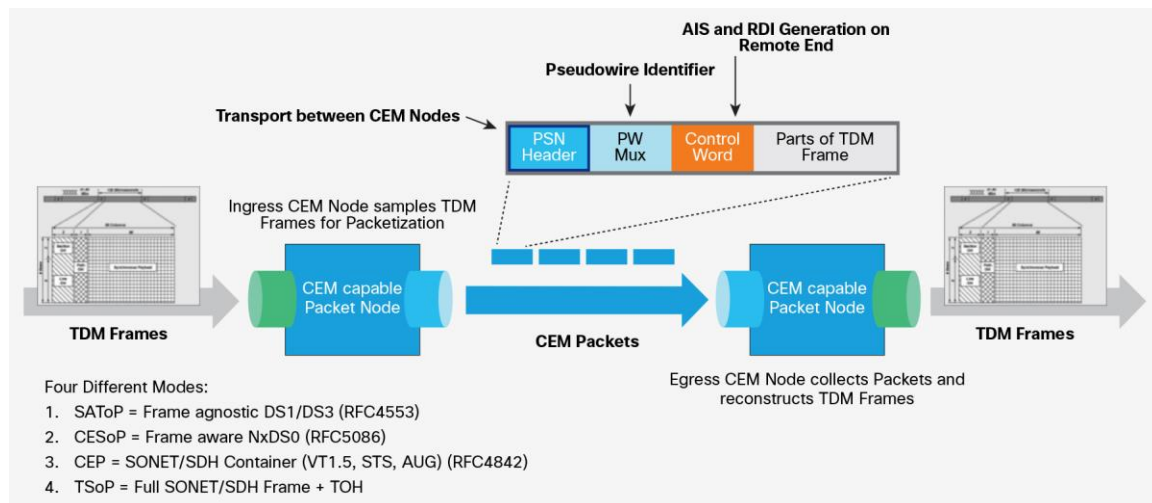 AIS and RDI Generation on
Remote End
Pseudowire Identifier
Transport between CEM Nodes
PSN
Header
PW
Mux
Control
Word
Parts of TDM
Frame
Ingress CEM Node samples TDM
Frames for Packetization
CEM capable
Packet Node
CEM capable
Packet Node
TDM Frames
CEM Packets
TDM Frames
Egress CEM Node collects Packets and
reconstructs TDM Frames
Four Different Modes:
1. SAToP = Frame agnostic DS1/DS3 (RFC4553)
2. CESoP = Frame aware NxDS0 (RFC5086)
3. CEP = SONET/SDH Container (VT1.5, STS, AUG) (RFC4842)
4. TSoP = Full SONET/SDH Frame + TOH